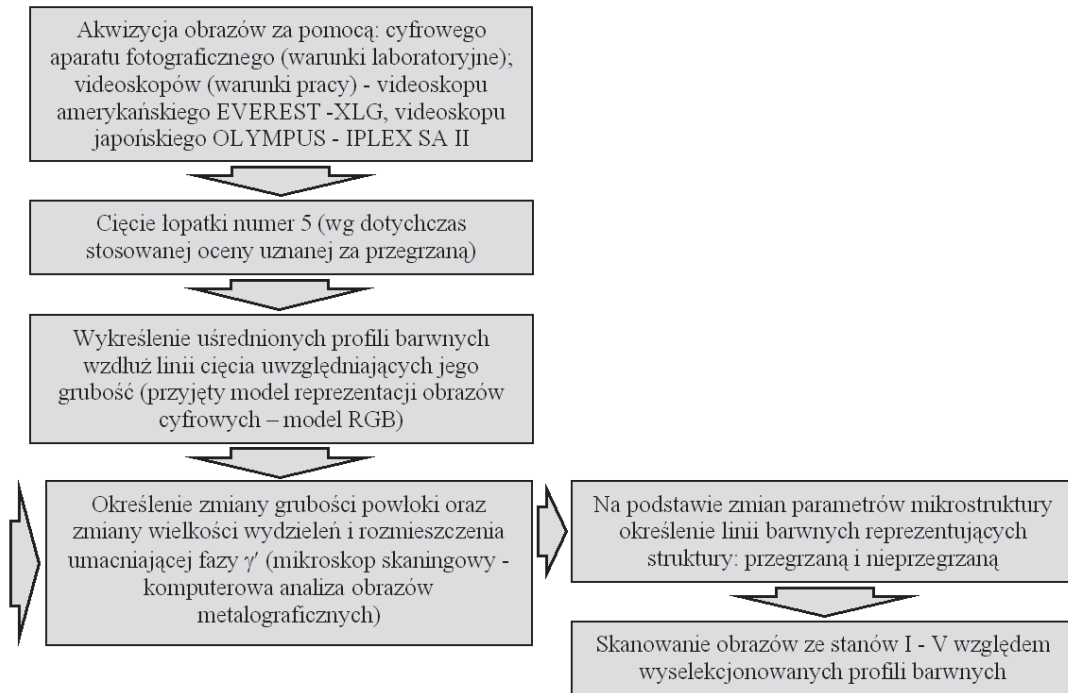 Akwizycja obrazów za pomocą: cyfrowego
aparatu fotograficznego (warunki laboratoryjne);
videoskopów (warunki pracy) - videoskopu
amerykańskiego EVEREST -XLG, videoskopu
japońskiego OLYMPUS - IPLEX SA II
Cięcie łopatki numer 5 (wg dotychczas
stosowanej oceny uznanej za przegrzaną)
Wykreślenie uśrednionych profili barwnych
wzdłuż linii cięcia uwzględniających jego
grubość (przyjęty model reprezentacji obrazów
cyfrowych – model RGB)
Określenie zmiany grubości powłoki oraz
zmiany wielkości wydzieleń i rozmieszczenia
umacniającej fazy γ′ (mikroskop skaningowy -
komputerowa analiza obrazów
metalograficznych)
Na podstawie zmian parametrów mikrostruktury
określenie linii barwnych reprezentujących
struktury: przegrzaną i nieprzegrzaną
Skanowanie obrazów ze stanów I - V względem
wyselekcjonowanych profili barwnych